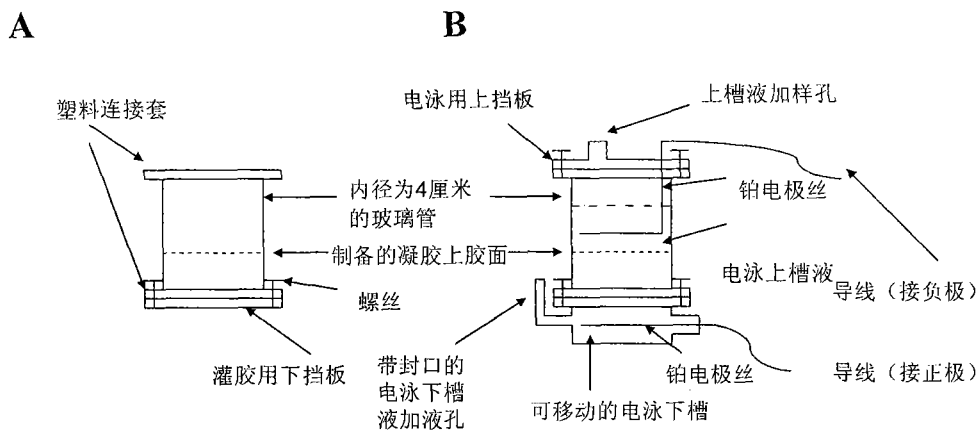 A
B
塑料连接套
电泳用上挡板
上槽液加样孔
内径为4厘米
的玻璃管
铂电极丝
制备的凝胶上胶面
电泳上槽液
导线（接负极）
螺丝
灌胶用下挡板
带封口的
电泳下槽
液加液孔
铂电极丝
导线（接正极）
可移动的电泳下槽